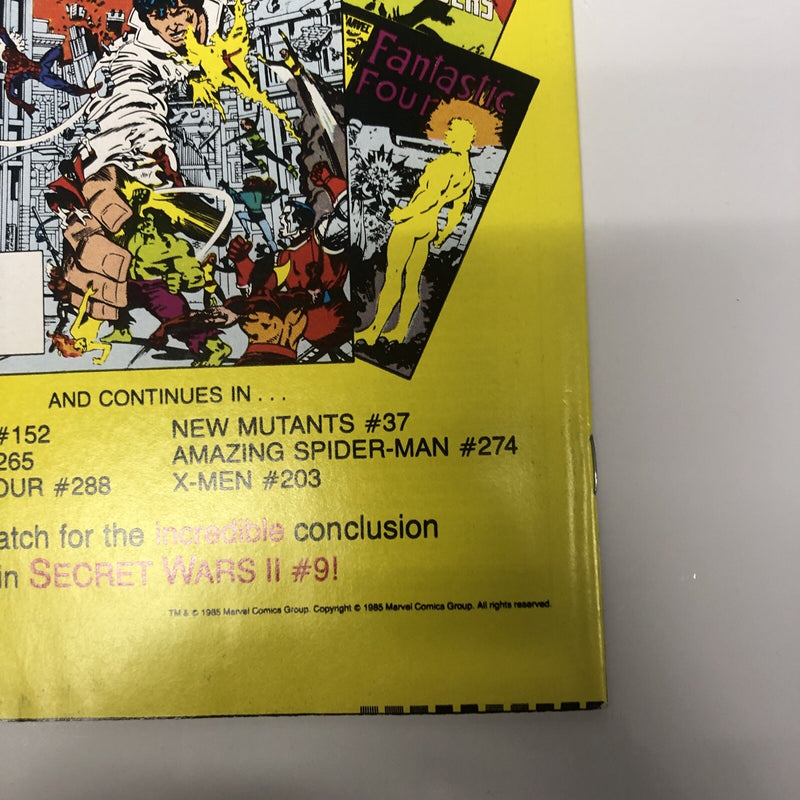 MARVEL
Fantastic
Four
AND CONTINUES IN...
#152
NEW MUTANTS #37
265
AMAZING SPIDER-MAN #274
OUR #288
X-MEN #203
atch for the incredible conclusion
in SECRET WARS II #9!
TM & © 1985 Marvel Comics Group. Copyright © 1985 Marvel Comics Group. All rights reserved.